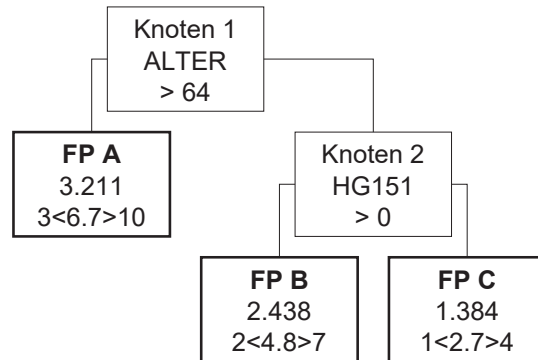 Knoten 1
ALTER
> 64
FP A
3.211
3<6.7>10
Knoten 2
HG151
> 0
FP B
2.438
2<4.8>7
FP C
1.384
1<2.7>4